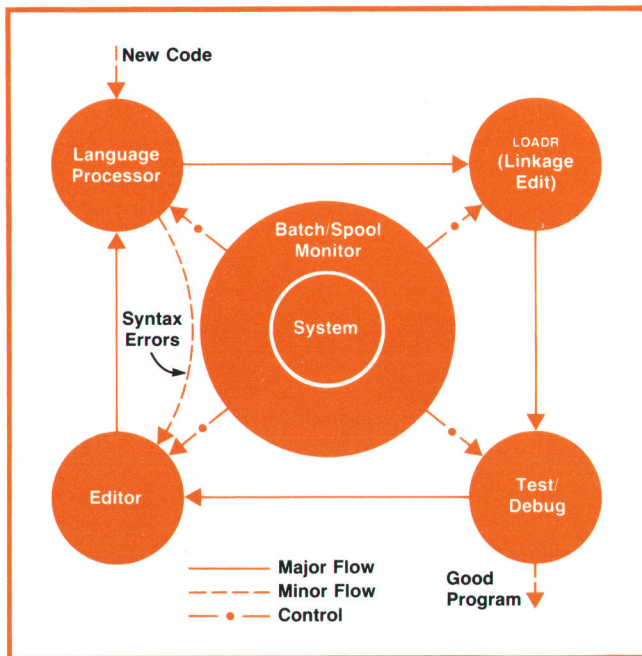 New Code
Language
Processor
LOADR
(Linkage
Edit)
Batch/Spool
Monitor
System
Syntax
Errors
Editor
Test/
Debug
Major Flow
Minor Flow
Control
Good
Program